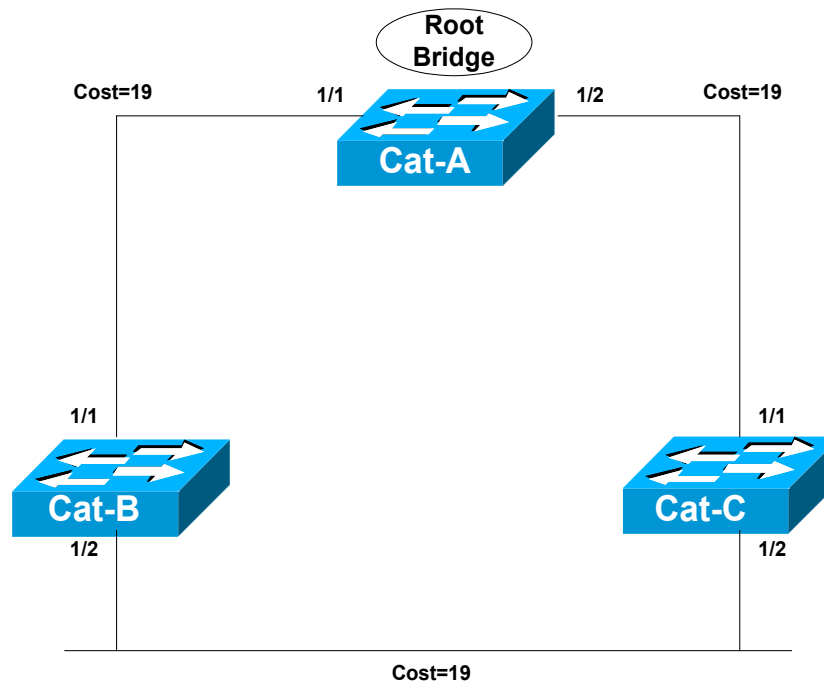 Root
Bridge
Cost=19
1/1
1/2
Cost=19
Cat-A
1/1
1/1
Cat-B
Cat-C
1/2
1/2
Cost=19